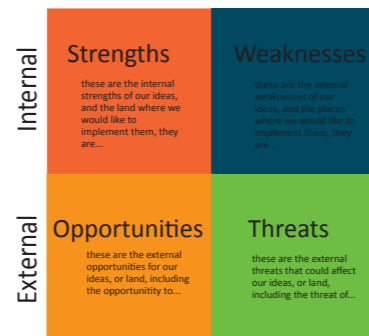 Internal
Strengths
these are the internal
strengths of our ideas,
and the land where we
would like to
implement them, they
are...
Weaknesses
these are the internal
weaknesses of our
ideas, and the places
where we would like to
implement them, they
are...
External
Opportunities
these are the external
opportunities for our
ideas, or land, including
the opportunitity to...
Threats
these are the external
threats that could affect
our ideas, or land,
including the threat of...